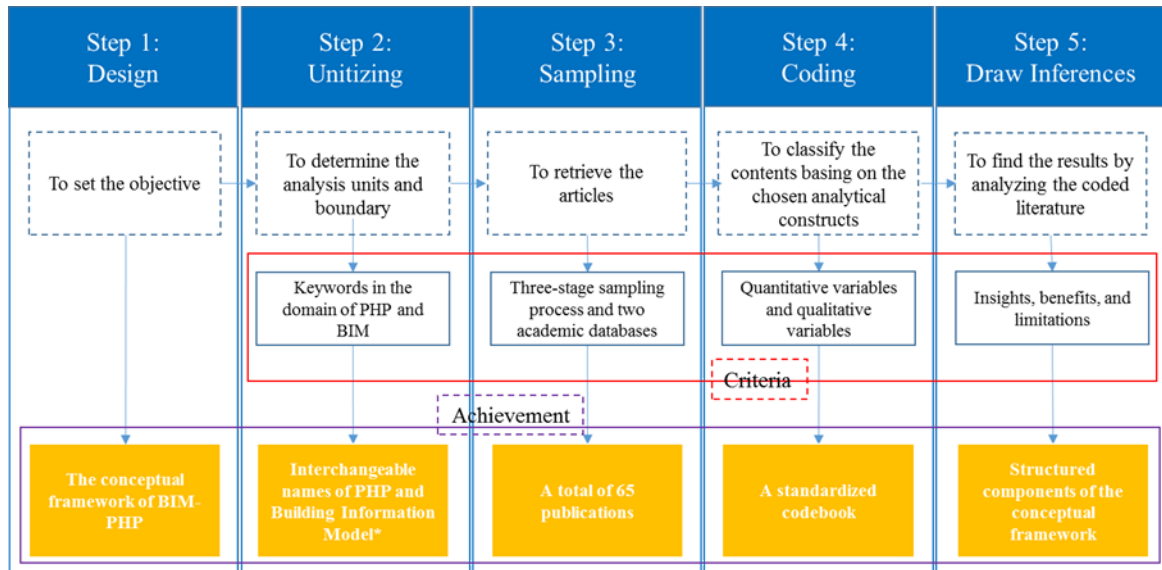 Step 1:
Design
Step 2:
Unitizing
Step 3:
Sampling
Step 4:
Coding
Step 5:
Draw Inferences
To set the objective
To determine the
analysis units and
boundary
To retrieve the
articles
To classify the
contents basing on the
chosen analytical
constructs
To find the results by
analyzing the coded
literature
Keywords in the
domain of PHP and
BIM
Three-stage sampling
process and two
academic databases
Quantitative variables
and qualitative
variables
Insights, benefits, and
limitations
Criteria
Achievement
The conceptual
framework of BIM-
PHP
Interchangeable
names of PHP and
Building Information
Model*
A total of 65
publications
A standardized
codebook
Structured
components of the
conceptual
framework